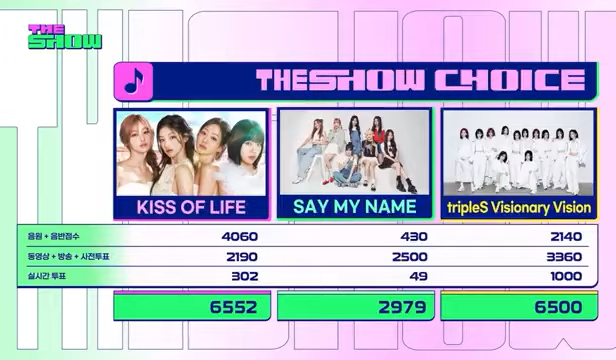 THE SHOW
THE SHOW CHOICE
KISS OF LIFE
SAY MY NAME
tripleS Visionary Vision
음원 + 음반점수 4060 430 2140
동영상 + 방송 + 사전투표 2190 2500 3360
실시간 투표 302 49 1000
6552 2979 6500